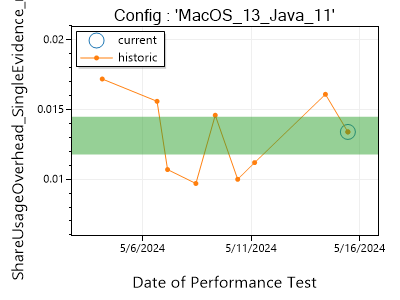 Config : 'MacOS_13_Java_11'
ShareUsageOverhead_SingleEvidence_
current
historic
0.02
0.015
0.01
5/6/2024
5/11/2024
5/16/2024
Date of Performance Test